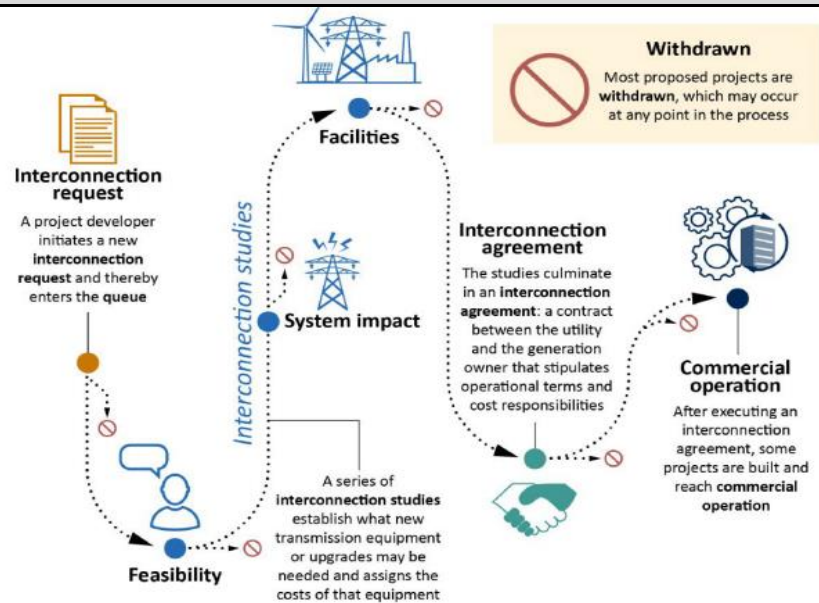 Interconnection
request
A project developer
initiates a new
interconnection
request and thereby
enters the queue
Feasibility
Interconnection studies
A series of
interconnection studies
establish what new
transmission equipment
or upgrades may be
needed and assigns the
costs of that equipment
System impact
Facilities
Withdrawn
Most proposed projects are
withdrawn, which may occur
at any point in the process
Interconnection
agreement
The studies culminate
in an interconnection
agreement: a contract
between the utility
and the generation
owner that stipulates
operational terms and
cost responsibilities
Commercial
operation
After executing an
interconnection
agreement, some
projects are built and
reach commercial
operation